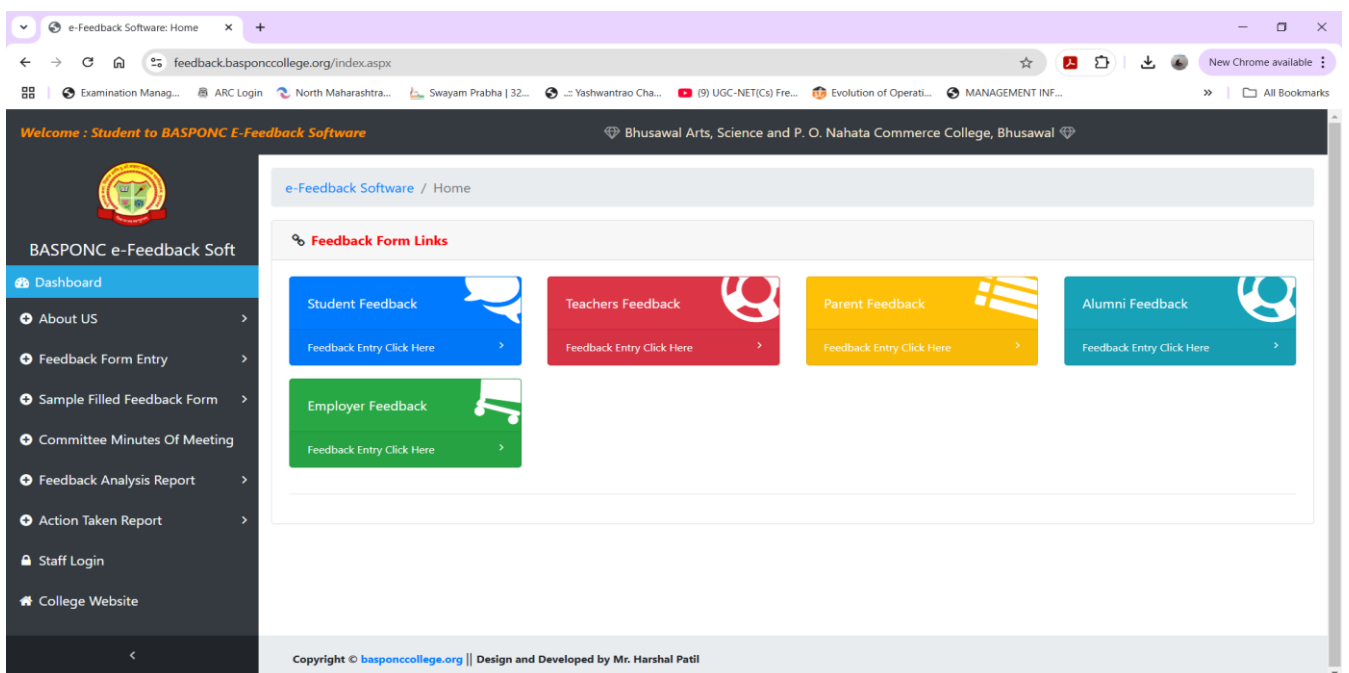 e-Feedback Software: Home
feedback.basponccollege.org/index.aspx
New Chrome available
Examination Manag... ARC Login North Maharashtra... Swayam Prabha | 32... ..:: Yashwantrao Cha... (9) UGC-NET(Cs) Fre... Evolution of Operati... MANAGEMENT INF... » All Bookmarks
Welcome : Student to BASPONC E-Feedback Software
Bhusawal Arts, Science and P. O. Nahata Commerce College, Bhusawal
BASPONC e-Feedback Soft
Dashboard
About US
Feedback Form Entry
Sample Filled Feedback Form
Committee Minutes Of Meeting
Feedback Analysis Report
Action Taken Report
Staff Login
College Website
e-Feedback Software / Home
Feedback Form Links
Student Feedback
Feedback Entry Click Here
Teachers Feedback
Feedback Entry Click Here
Parent Feedback
Feedback Entry Click Here
Alumni Feedback
Feedback Entry Click Here
Employer Feedback
Feedback Entry Click Here
Copyright © basponccollege.org || Design and Developed by Mr. Harshal Patil